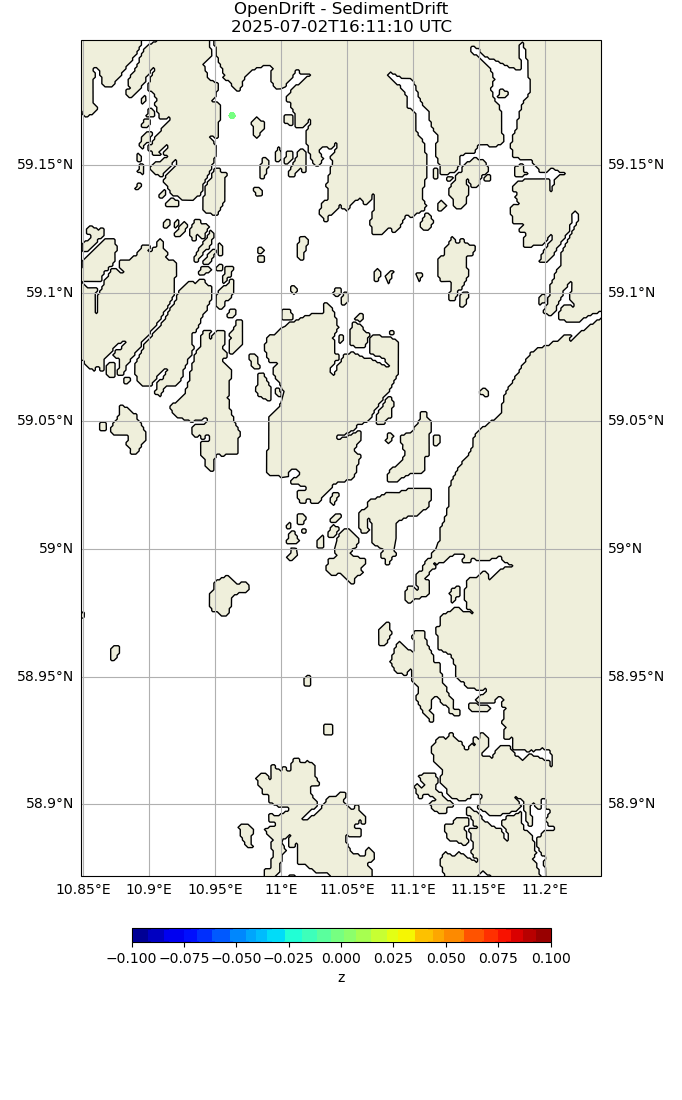 OpenDrift - SedimentDrift
2025-07-02T16:11:10 UTC
59.15°N 59.15°N
59.1°N 59.1°N
59.05°N 59.05°N
59°N 59°N
58.95°N 58.95°N
58.9°N 58.9°N
10.85°E 10.9°E 10.95°E 11°E 11.05°E 11.1°E 11.15°E 11.2°E
−0.100 −0.075 −0.050 −0.025 0.000 0.025 0.050 0.075 0.100
z